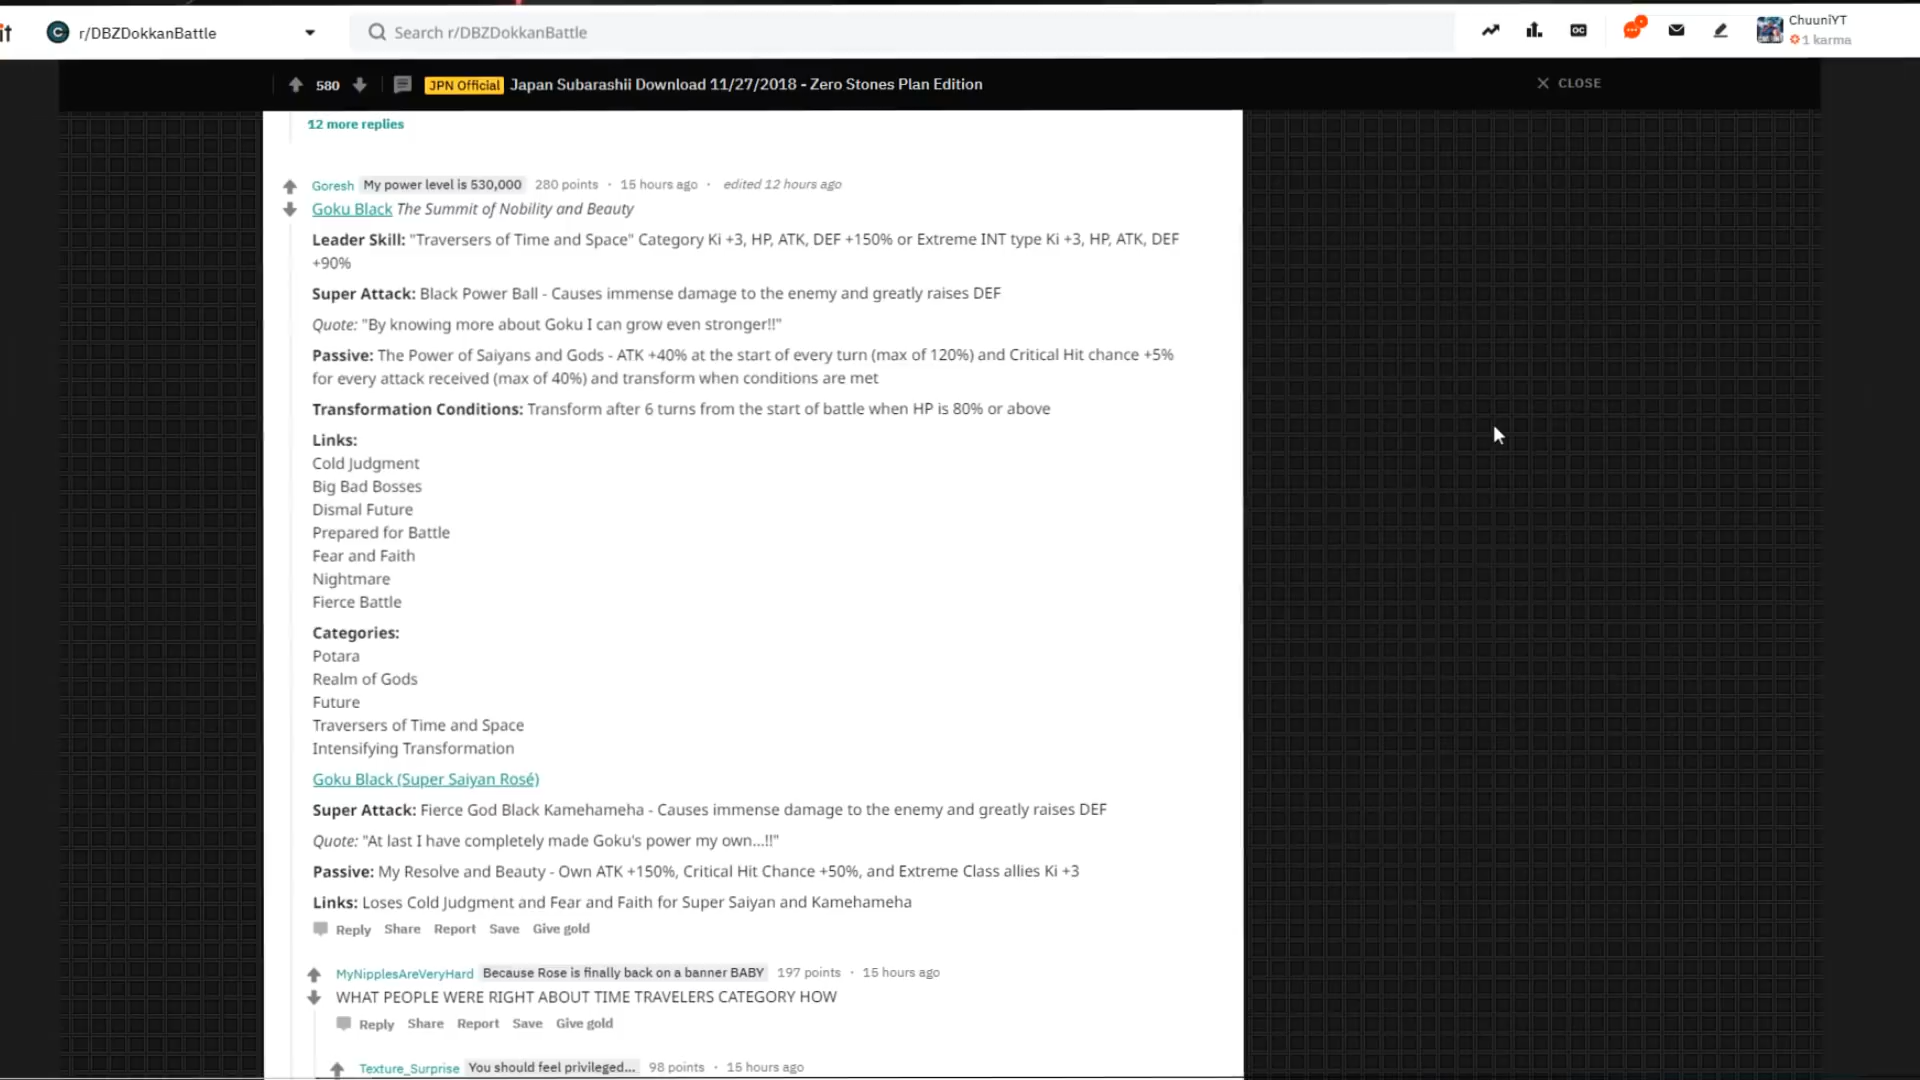 it r/DBZDokkanBattle Search r/DBZDokkanBattle OC ChuuniYT
1 karma
580 JPN Official Japan Subarashii Download 11/27/2018 - Zero Stones Plan Edition CLOSE
12 more replies
Goresh My power level is 530,000 280 points · 15 hours ago · edited 12 hours ago
Goku Black The Summit of Nobility and Beauty
Leader Skill: "Traversers of Time and Space" Category Ki +3, HP, ATK, DEF +150% or Extreme INT type Ki +3, HP, ATK, DEF
+90%
Super Attack: Black Power Ball - Causes immense damage to the enemy and greatly raises DEF
Quote: "By knowing more about Goku I can grow even stronger!!"
Passive: The Power of Saiyans and Gods - ATK +40% at the start of every turn (max of 120%) and Critical Hit chance +5%
for every attack received (max of 40%) and transform when conditions are met
Transformation Conditions: Transform after 6 turns from the start of battle when HP is 80% or above
Links:
Cold Judgment
Big Bad Bosses
Dismal Future
Prepared for Battle
Fear and Faith
Nightmare
Fierce Battle
Categories:
Potara
Realm of Gods
Future
Traversers of Time and Space
Intensifying Transformation
Goku Black (Super Saiyan Rosé)
Super Attack: Fierce God Black Kamehameha - Causes immense damage to the enemy and greatly raises DEF
Quote: "At last I have completely made Goku's power my own...!!"
Passive: My Resolve and Beauty - Own ATK +150%, Critical Hit Chance +50%, and Extreme Class allies Ki +3
Links: Loses Cold Judgment and Fear and Faith for Super Saiyan and Kamehameha
Reply Share Report Save Give gold
MyNipplesAreVeryHard Because Rose is finally back on a banner BABY 197 points · 15 hours ago
WHAT PEOPLE WERE RIGHT ABOUT TIME TRAVELERS CATEGORY HOW
Reply Share Report Save Give gold
Texture_Surprise You should feel privileged... 98 points · 15 hours ago